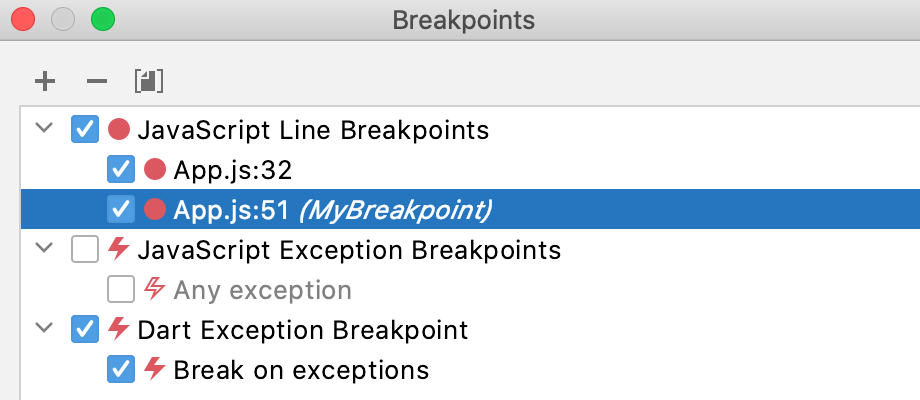 Breakpoints
JavaScript Line Breakpoints
App.js:32
App.js:51 (MyBreakpoint)
JavaScript Exception Breakpoints
Any exception
Dart Exception Breakpoint
Break on exceptions